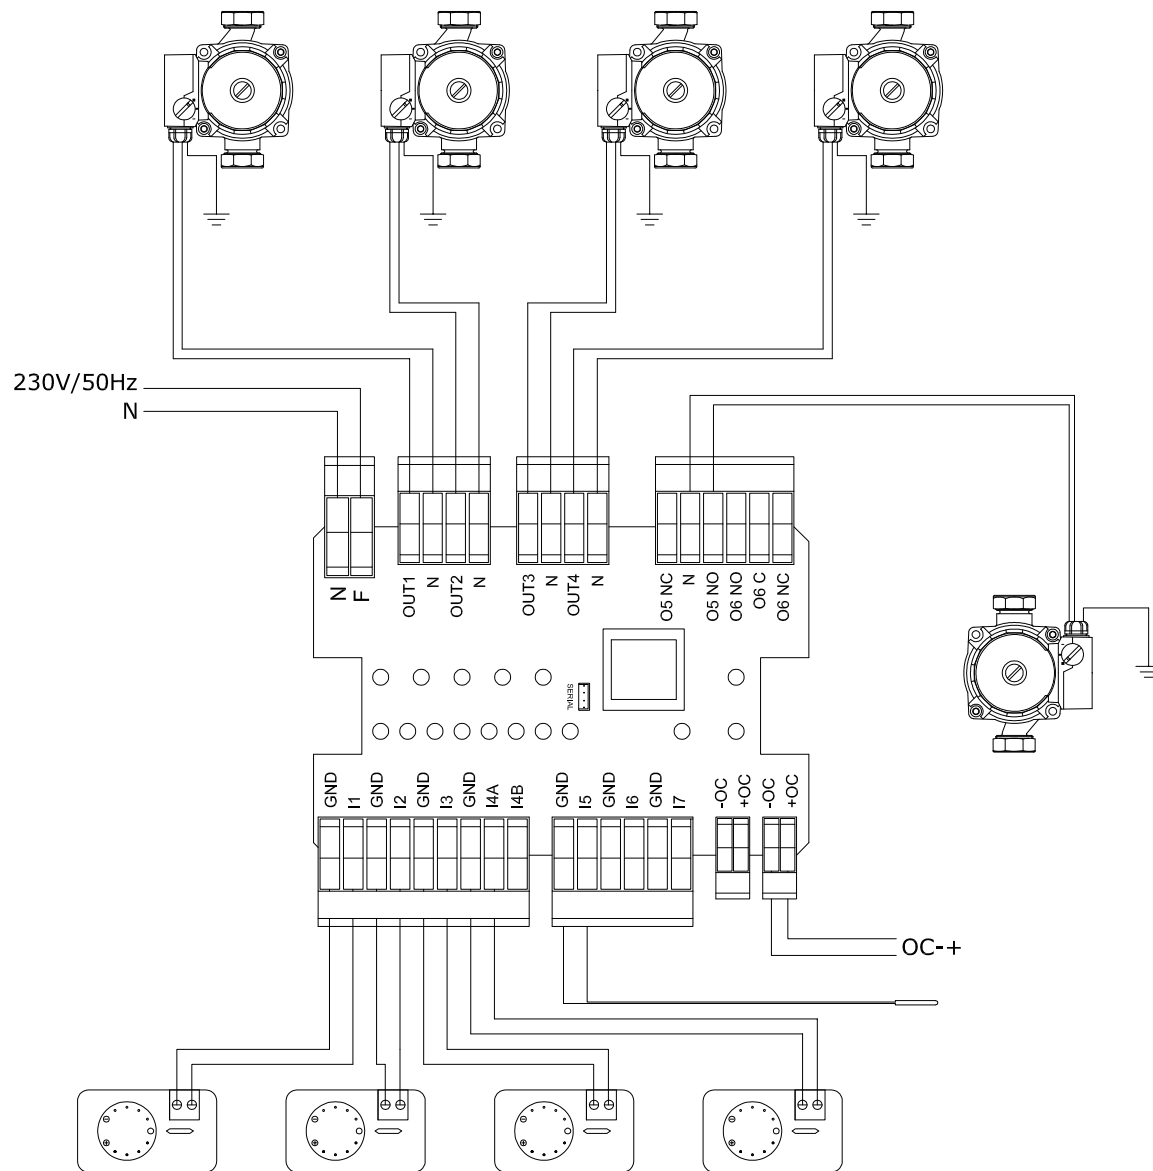 230V/50Hz
N
N
F
OUT1
N
OUT2
N
OUT3
N
OUT4
N
O5 NC
N
O5 NO
O6 NO
O6 C
O6 NC
SERIAL
GND
I1
GND
I2
GND
I3
GND
I4A
I4B
GND
I5
GND
I6
GND
I7
-OC
+OC
-OC
+OC
OC-+